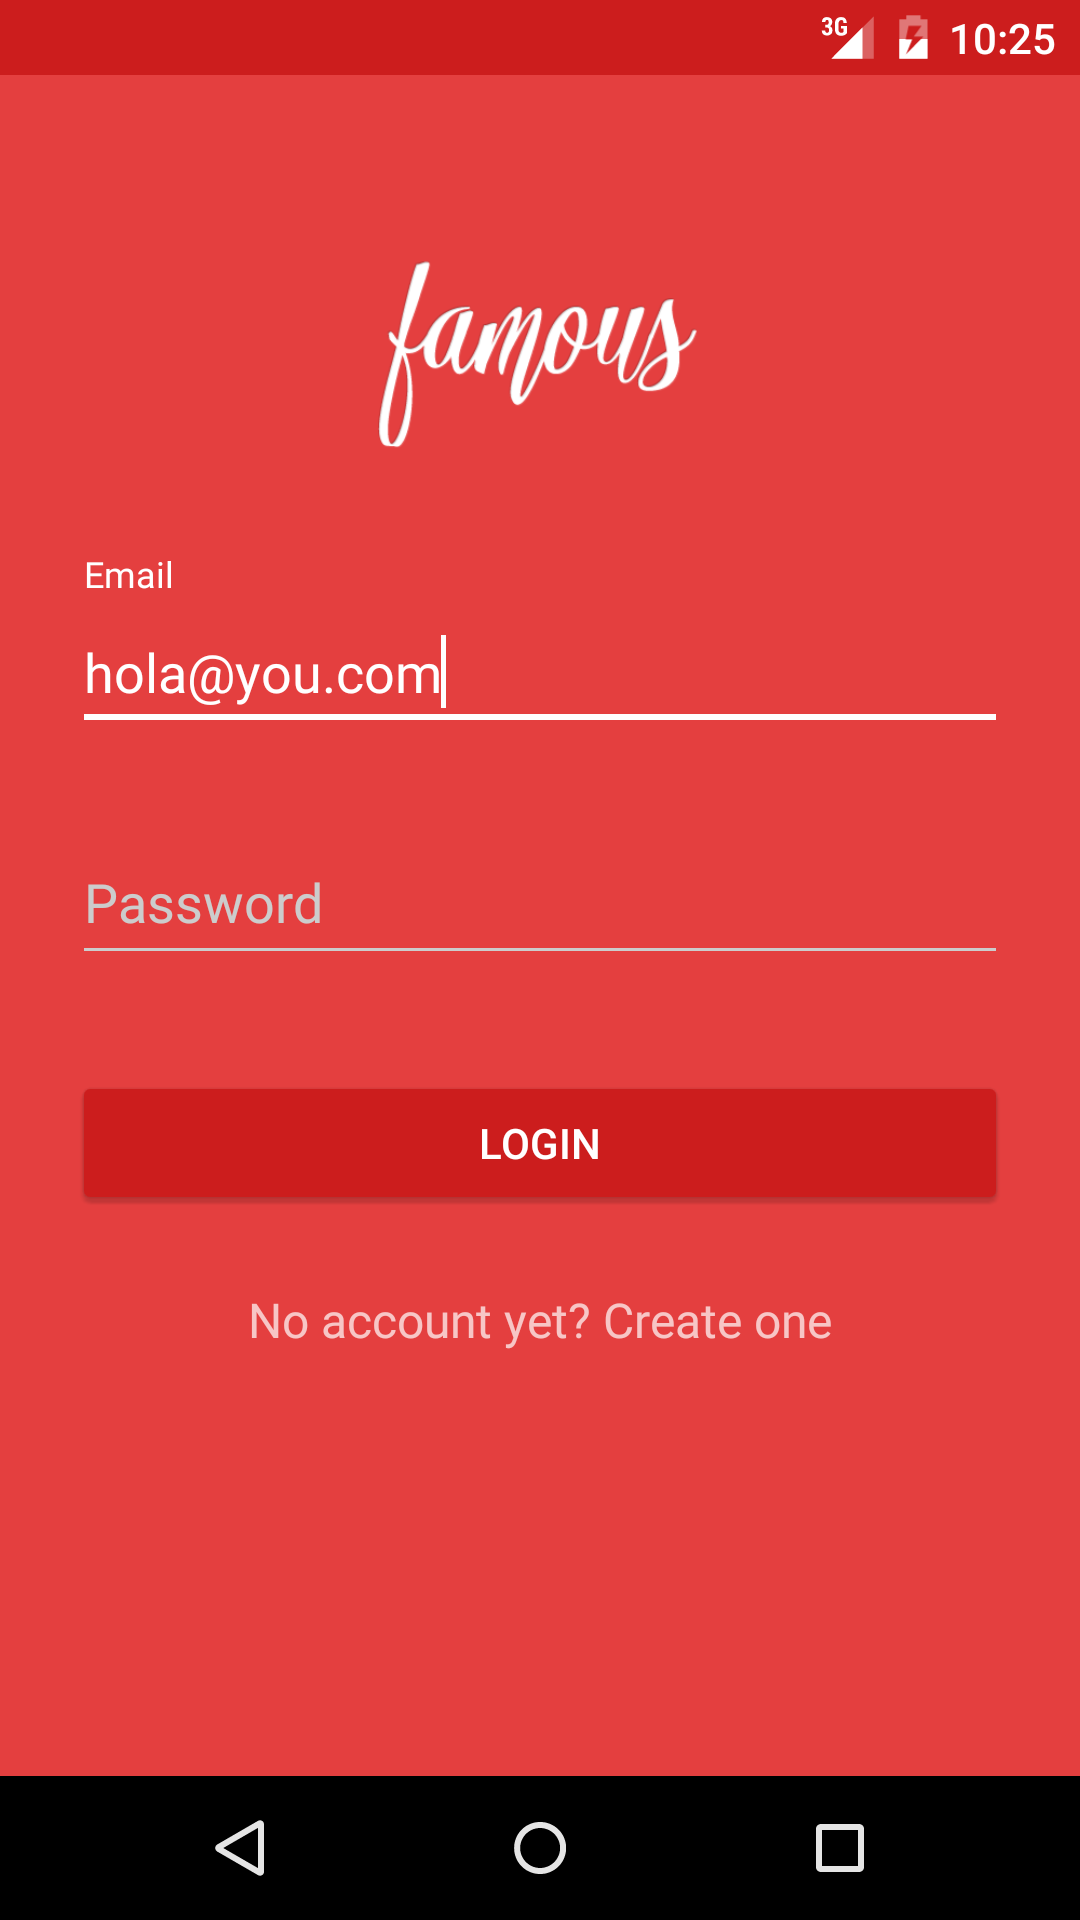 3G 10:25
famous
Email
hola@you.com
Password
LOGIN
No account yet? Create one